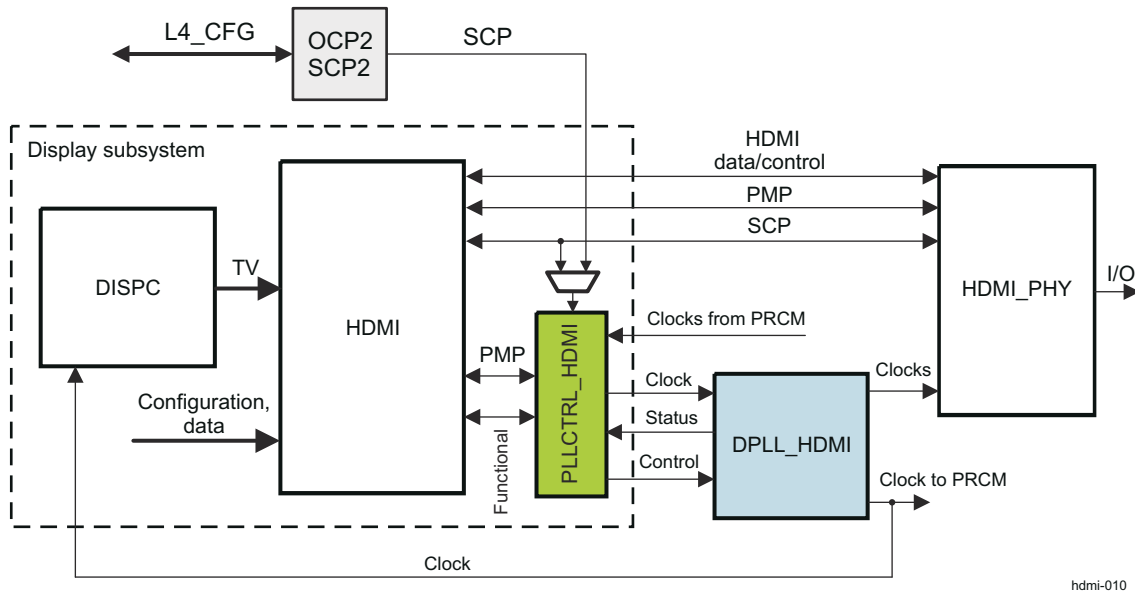 L4_CFG
OCP2
SCP2
SCP
Display subsystem
HDMI
data/control
PMP
SCP
DISPC
TV
HDMI
HDMI_PHY
I/O
PLLCTRL_HDMI
Clocks from PRCM
PMP
Functional
Clock
Status
Control
DPLL_HDMI
Clocks
Clock to PRCM
Configuration,
data
Clock
hdmi-010